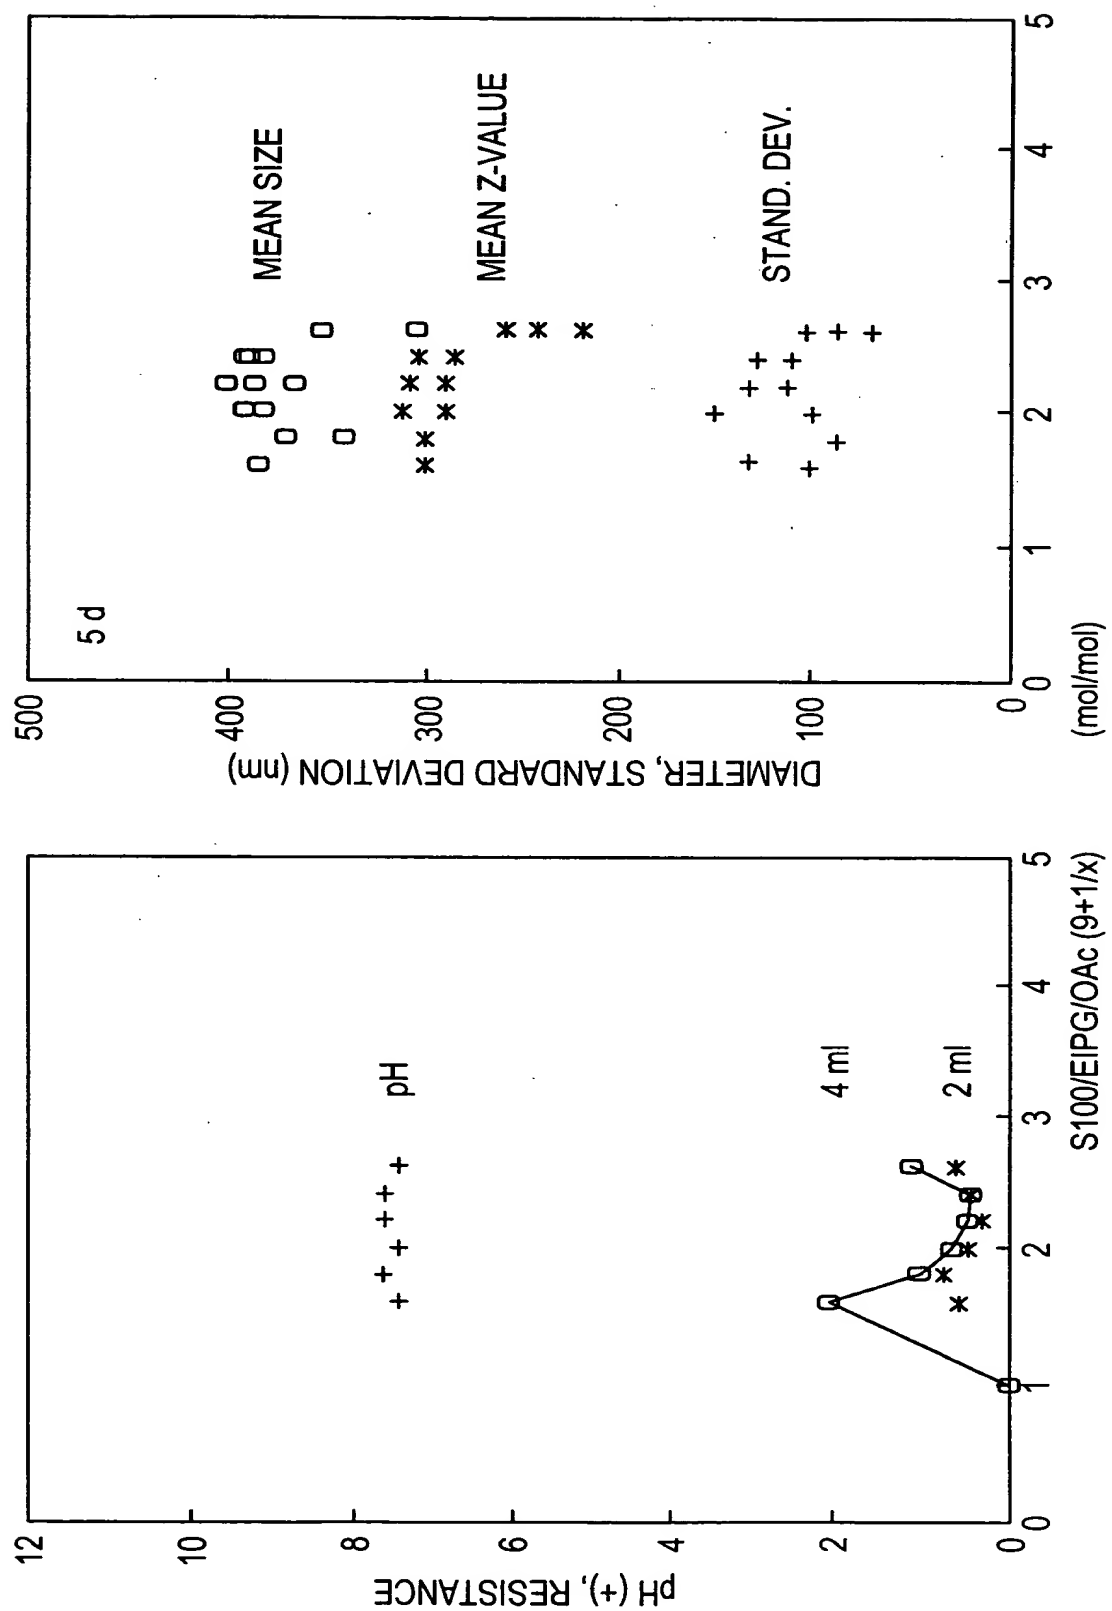 12
10
8
6
4
2
0
pH (+), RESISTANCE
pH
4 ml
2 ml
0
1
2
3
4
5
S100/EIPG/OAc (9+1/x)
500
400
300
200
100
0
DIAMETER, STANDARD DEVIATION (nm)
5 d
MEAN SIZE
MEAN Z-VALUE
STAND. DEV.
0
1
2
3
4
5
(mol/mol)